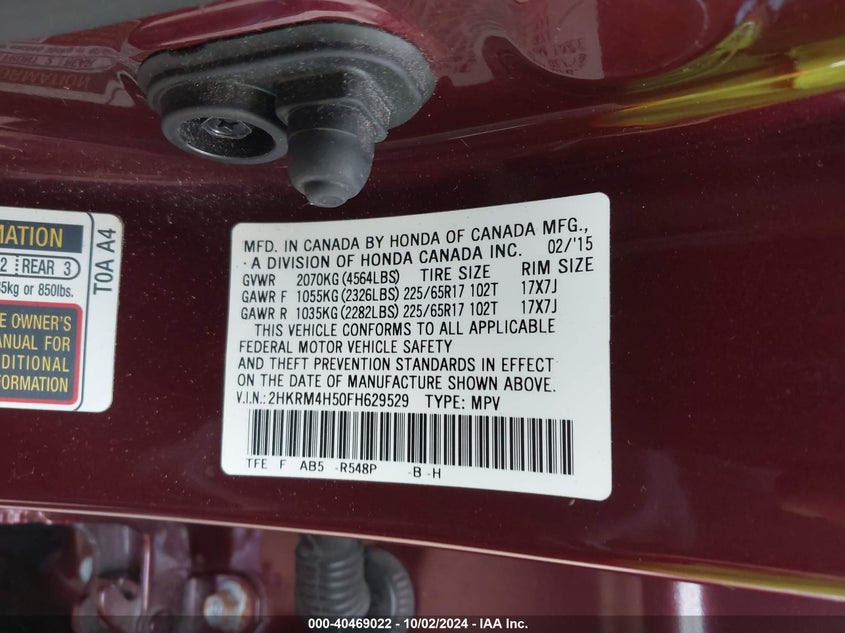 MATION
2 REAR 3
5kg or 850lbs.
E OWNER'S
ANUAL FOR
DITIONAL
FORMATION
T0A A4
MFD. IN CANADA BY HONDA OF CANADA MFG.,
A DIVISION OF HONDA CANADA INC. 02/'15
GVWR 2070KG (4564LBS) TIRE SIZE RIM SIZE
GAWR F 1055KG (2326LBS) 225/65R17 102T 17X7J
GAWR R 1035KG (2282LBS) 225/65R17 102T 17X7J
THIS VEHICLE CONFORMS TO ALL APPLICABLE
FEDERAL MOTOR VEHICLE SAFETY
AND THEFT PREVENTION STANDARDS IN EFFECT
ON THE DATE OF MANUFACTURE SHOWN ABOVE.
V.I.N.: 2HKRM4H50FH629529 TYPE: MPV
TFE F AB5 -R548P -B -H
000-40469022 - 10/02/2024 - IAA Inc.